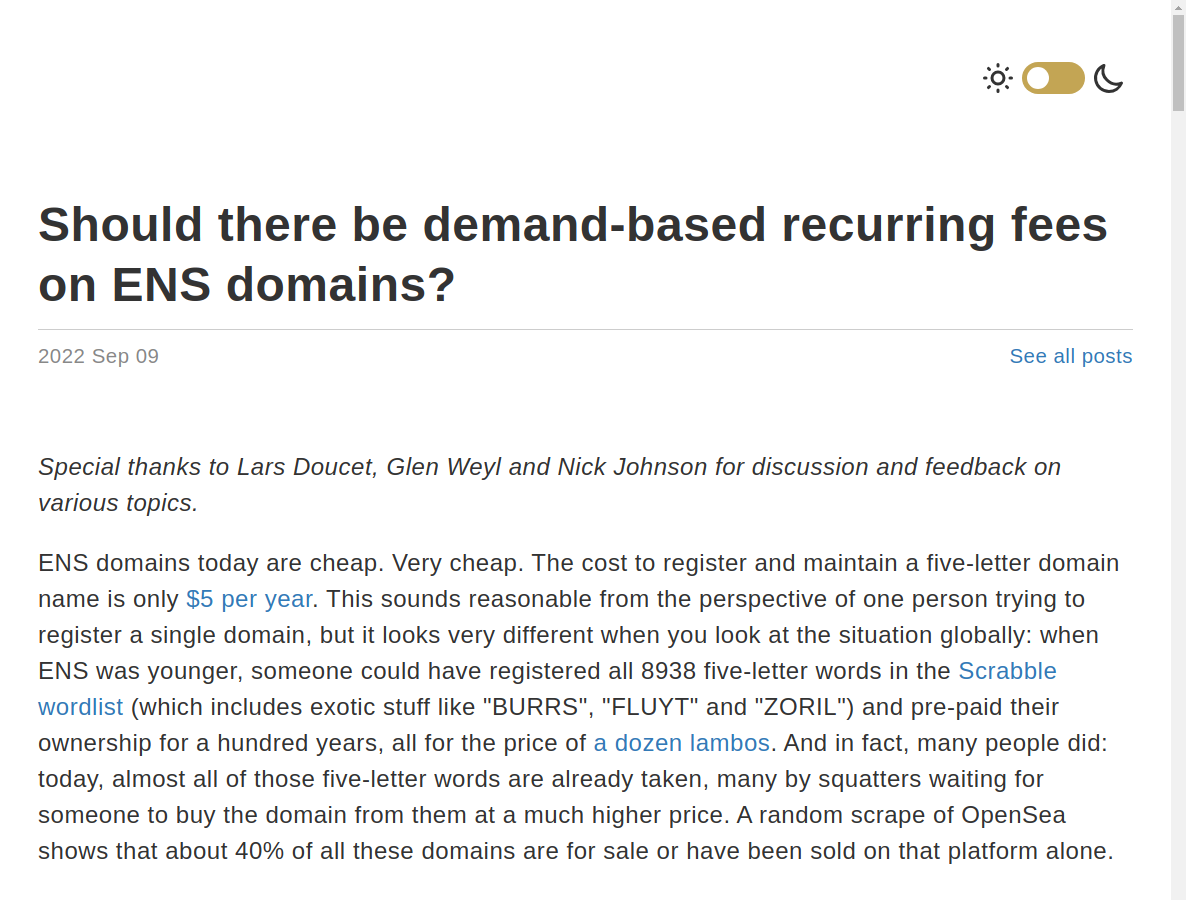 Should there be demand-based recurring fees
on ENS domains?
2022 Sep 09
See all posts
Special thanks to Lars Doucet, Glen Weyl and Nick Johnson for discussion and feedback on
various topics.
ENS domains today are cheap. Very cheap. The cost to register and maintain a five-letter domain
name is only $5 per year. This sounds reasonable from the perspective of one person trying to
register a single domain, but it looks very different when you look at the situation globally: when
ENS was younger, someone could have registered all 8938 five-letter words in the Scrabble
wordlist (which includes exotic stuff like "BURRS", "FLUYT" and "ZORIL") and pre-paid their
ownership for a hundred years, all for the price of a dozen lambos. And in fact, many people did:
today, almost all of those five-letter words are already taken, many by squatters waiting for
someone to buy the domain from them at a much higher price. A random scrape of OpenSea
shows that about 40% of all these domains are for sale or have been sold on that platform alone.